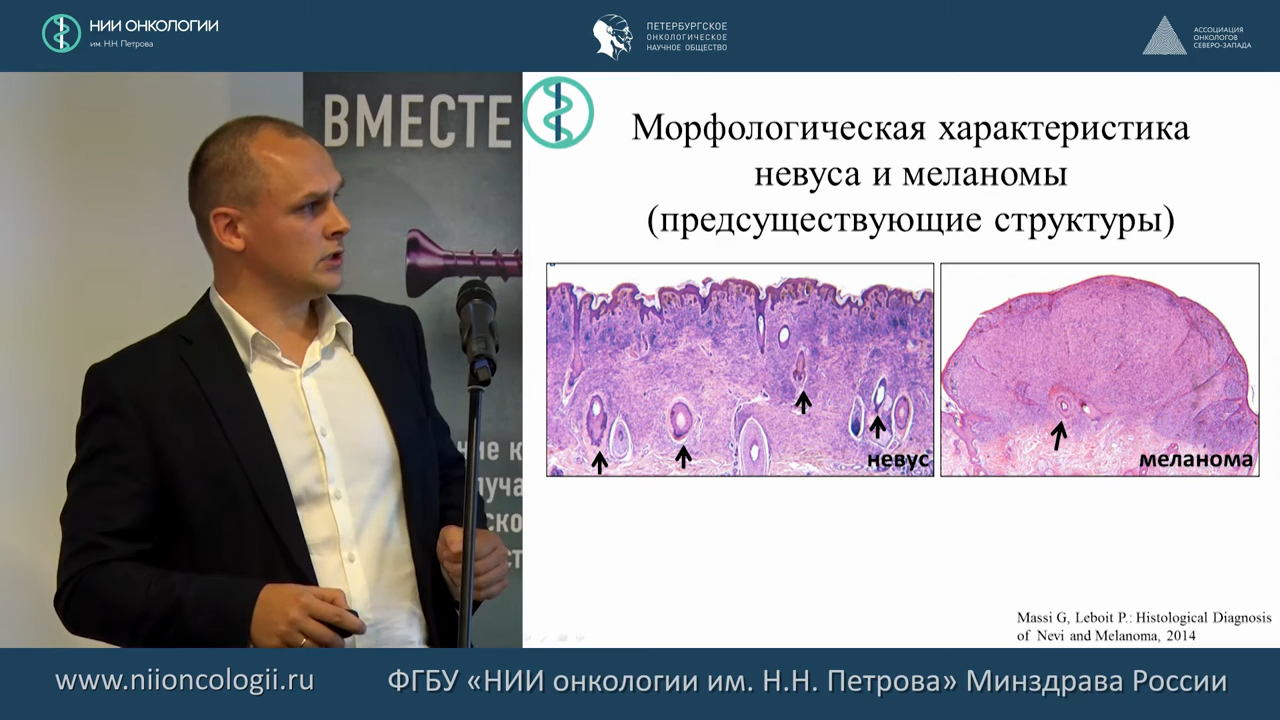 НИИ ОНКОЛОГИИ
им. Н.Н. Петрова
ПЕТЕРБУРГСКОЕ
ОНКОЛОГИЧЕСКОЕ
НАУЧНОЕ ОБЩЕСТВО
АССОЦИАЦИЯ
ОНКОЛОГОВ
СЕВЕРО-ЗАПАДА
ВМЕСТЕ
Морфологическая характеристика
невуса и меланомы
(предсуществующие структуры)
невус
меланома
Massi G, Leboit P.: Histological Diagnosis
of Nevi and Melanoma, 2014
www.niioncologii.ru
ФГБУ «НИИ онкологии им. Н.Н. Петрова» Минздрава России